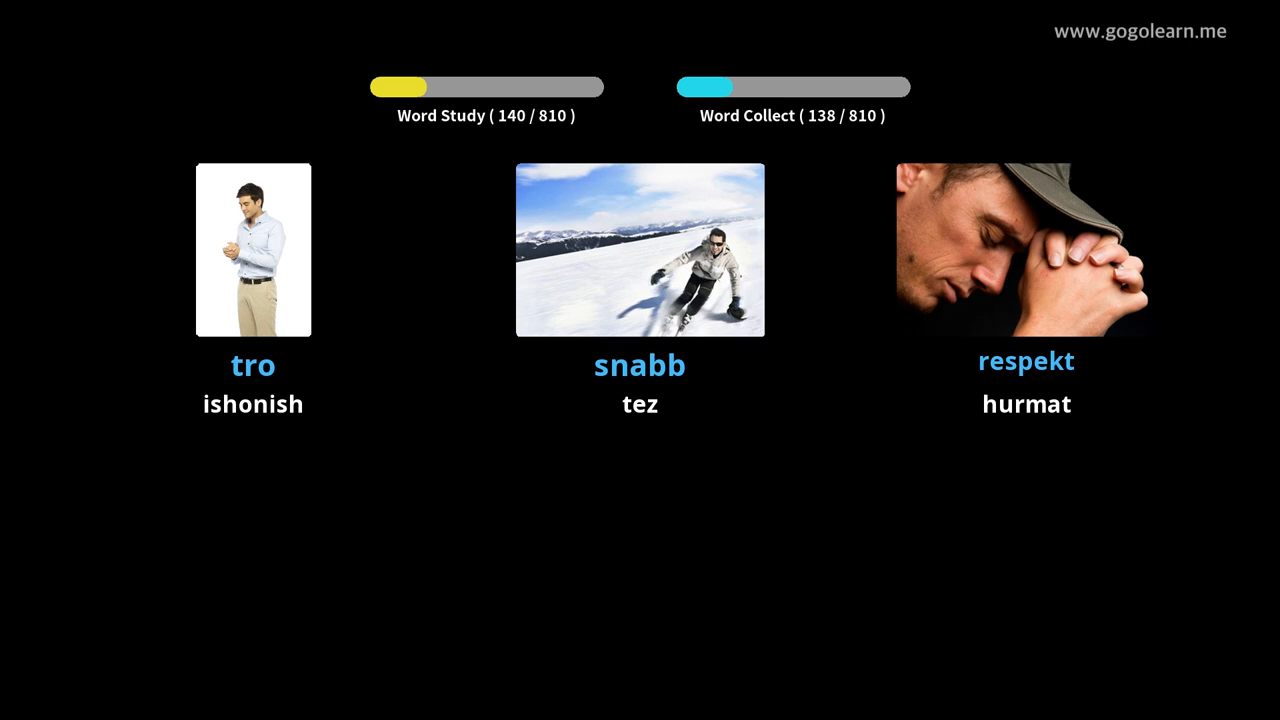 www.gogolearn.me
Word Study ( 140 / 810 )
Word Collect ( 138 / 810 )
tro
ishonish
snabb
tez
respekt
hurmat